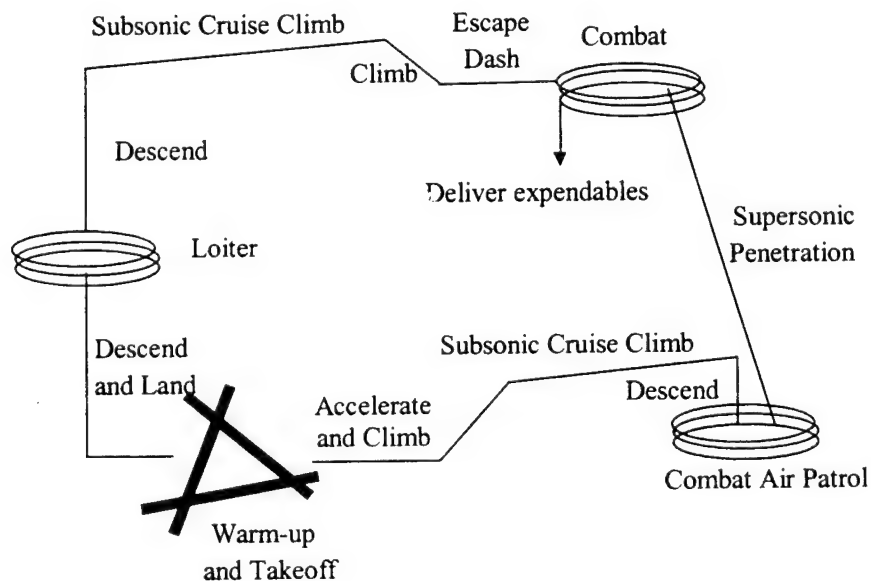 Subsonic Cruise Climb
Escape
Dash
Combat
Climb
Descend
Deliver expendables
Supersonic
Penetration
Loiter
Descend
and Land
Accelerate
and Climb
Subsonic Cruise Climb
Descend
Combat Air Patrol
Warm-up
and Takeoff